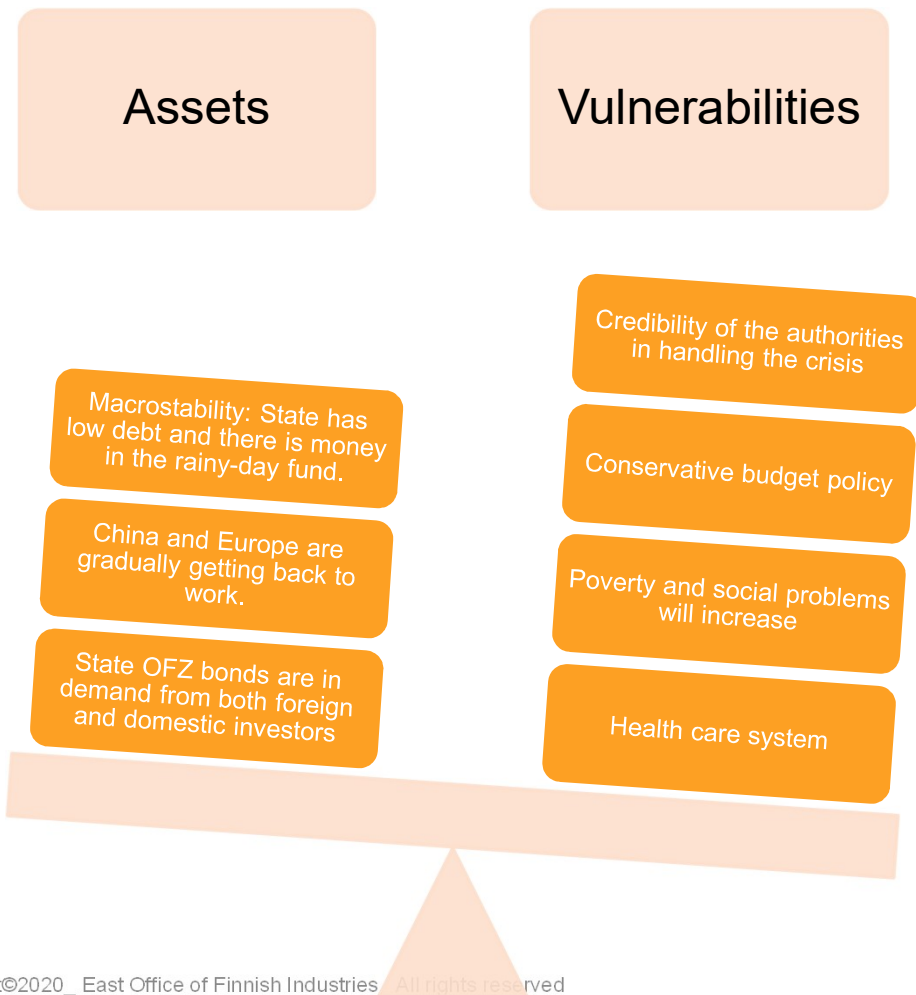 Assets
Vulnerabilities
Macrostability: State has
low debt and there is money
in the rainy-day fund.
China and Europe are
gradually getting back to
work.
State OFZ bonds are in
demand from both foreign
and domestic investors
Credibility of the authorities
in handling the crisis
Conservative budget policy
Poverty and social problems
will increase
Health care system
©2020_ East Office of Finnish Industries All rights reserved